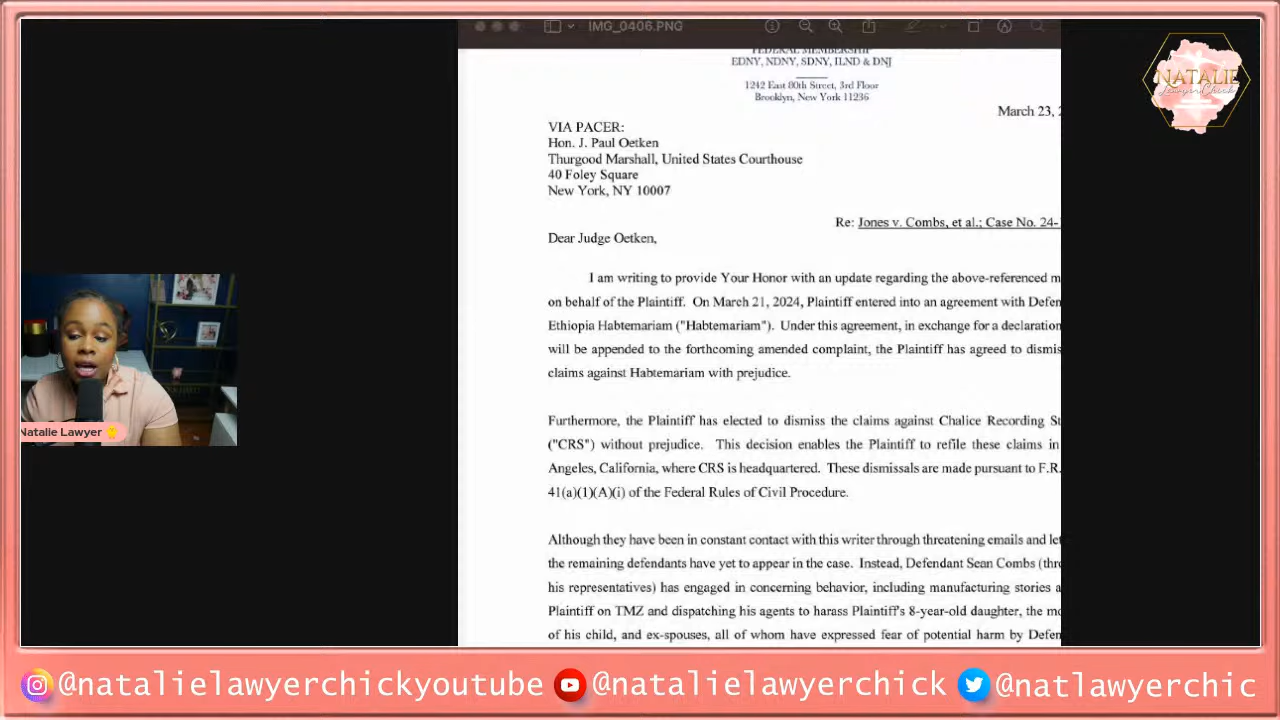 IMG_0406.PNG
FEDERAL MEMBERSHIP
EDNY, NDNY, SDNY, ILND & DNJ
1242 East 80th Street, 3rd Floor
Brooklyn, New York 11236
March 23, 2
VIA PACER:
Hon. J. Paul Oetken
Thurgood Marshall, United States Courthouse
40 Foley Square
New York, NY 10007
Re: Jones v. Combs, et al.; Case No. 24-
Dear Judge Oetken,
I am writing to provide Your Honor with an update regarding the above-referenced m
on behalf of the Plaintiff. On March 21, 2024, Plaintiff entered into an agreement with Defen
Ethiopia Habtemariam ("Habtemariam"). Under this agreement, in exchange for a declaration
will be appended to the forthcoming amended complaint, the Plaintiff has agreed to dismis
claims against Habtemariam with prejudice.
Furthermore, the Plaintiff has elected to dismiss the claims against Chalice Recording St
("CRS") without prejudice. This decision enables the Plaintiff to refile these claims in
Angeles, California, where CRS is headquartered. These dismissals are made pursuant to F.R.
41(a)(1)(A)(i) of the Federal Rules of Civil Procedure.
Although they have been in constant contact with this writer through threatening emails and let
the remaining defendants have yet to appear in the case. Instead, Defendant Sean Combs (thro
his representatives) has engaged in concerning behavior, including manufacturing stories a
Plaintiff on TMZ and dispatching his agents to harass Plaintiff's 8-year-old daughter, the mo
of his child, and ex-spouses, all of whom have expressed fear of potential harm by Defen
NATALIE
LawyerChick
Natalie Lawyer
@natalielawyerchickyoutube
@natalielawyerchick
@natlawyerchic